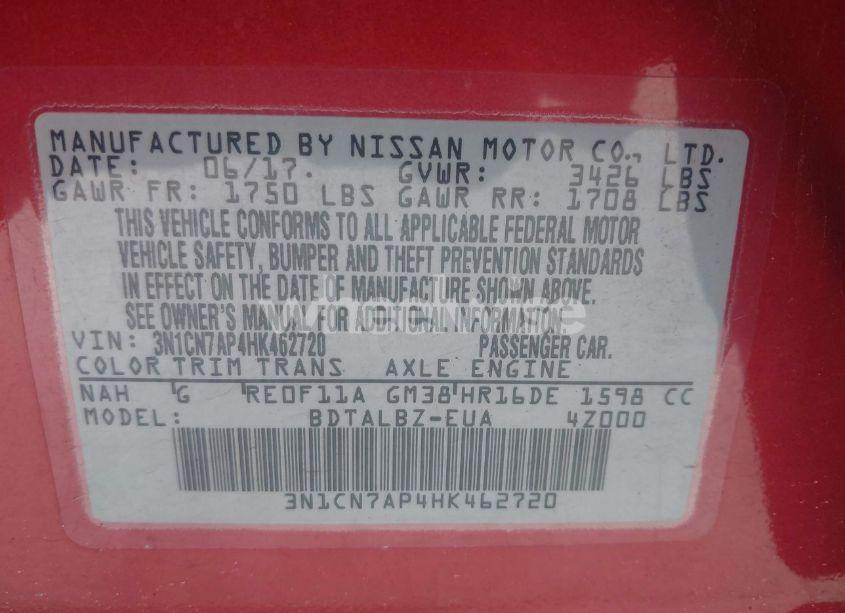 MANUFACTURED BY NISSAN MOTOR CO., LTD.
DATE: 06/17. GVWR: 3426 LBS
GAWR FR: 1750 LBS GAWR RR: 1708 LBS
THIS VEHICLE CONFORMS TO ALL APPLICABLE FEDERAL MOTOR
VEHICLE SAFETY, BUMPER AND THEFT PREVENTION STANDARDS
IN EFFECT ON THE DATE OF MANUFACTURE SHOWN ABOVE.
SEE OWNER'S MANUAL FOR ADDITIONAL INFORMATION.
VIN: 3N1CN7AP4HK462720 PASSENGER CAR.
COLOR TRIM TRANS AXLE ENGINE
NAH G RE0F11A GM38 HR16DE 1598 CC
MODEL: BDTALBZ-EUA 4Z000
3N1CN7AP4HK462720